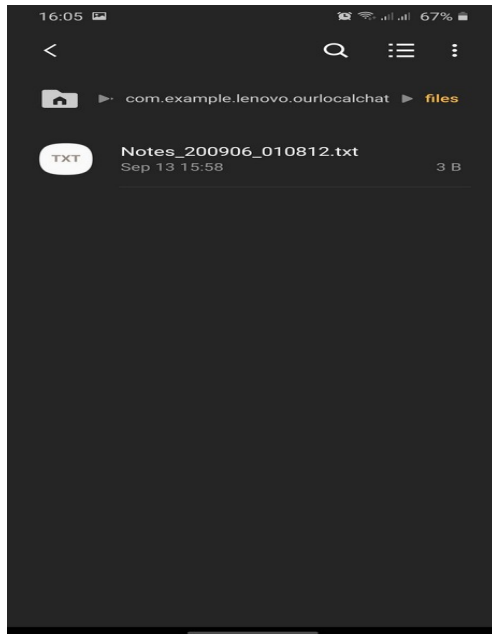 16:05 67%
com.example.lenovo.ourlocalchat ▶ files
TXT Notes_200906_010812.txt
Sep 13 15:58 3 B